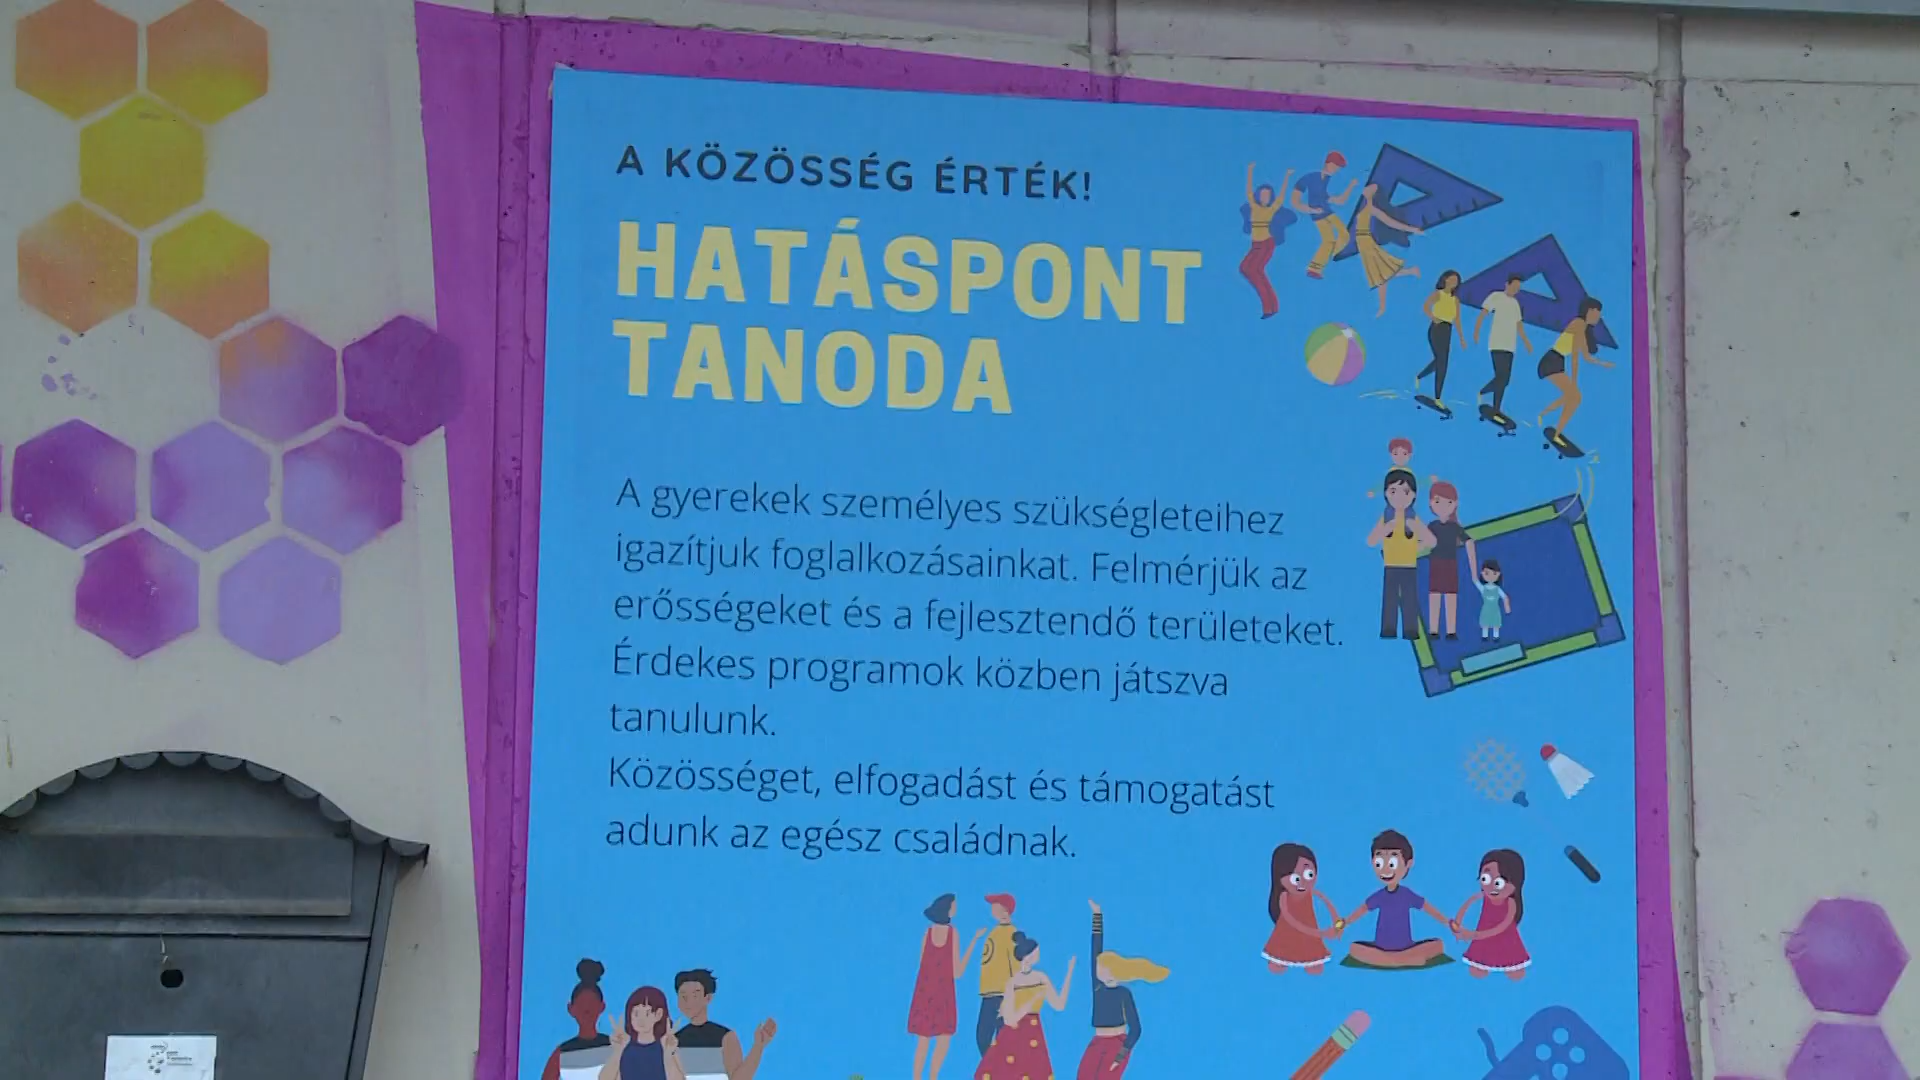 A KÖZÖSSÉG ÉRTÉK!
HATÁSPONT
TANODA
A gyerekek személyes szükségleteihez
igazítjuk foglalkozásainkat. Felmérjük az
erősségeket és a fejlesztendő területeket.
Érdekes programok közben játszva
tanulunk.
Közösséget, elfogadást és támogatást
adunk az egész családnak.